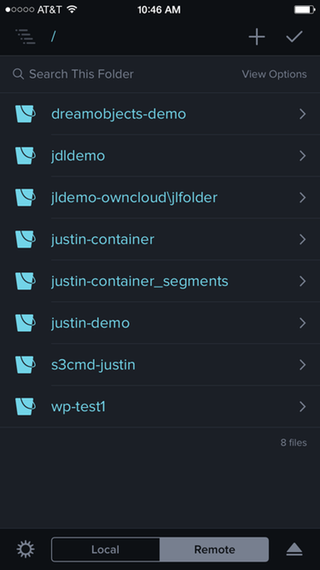 AT&T 10:46 AM
/
Search This Folder View Options
dreamobjects-demo
jdldemo
jldemo-owncloud\jlfolder
justin-container
justin-container_segments
justin-demo
s3cmd-justin
wp-test1
8 files
Local Remote